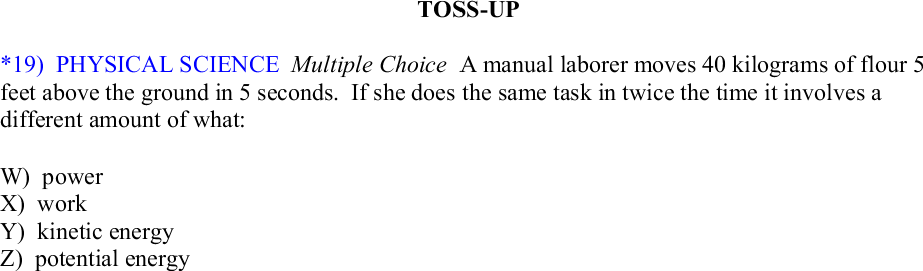 TOSS-UP
*19) PHYSICAL SCIENCE Multiple Choice A manual laborer moves 40 kilograms of flour 5
feet above the ground in 5 seconds. If she does the same task in twice the time it involves a
different amount of what:
W) power
X) work
Y) kinetic energy
Z) potential energy